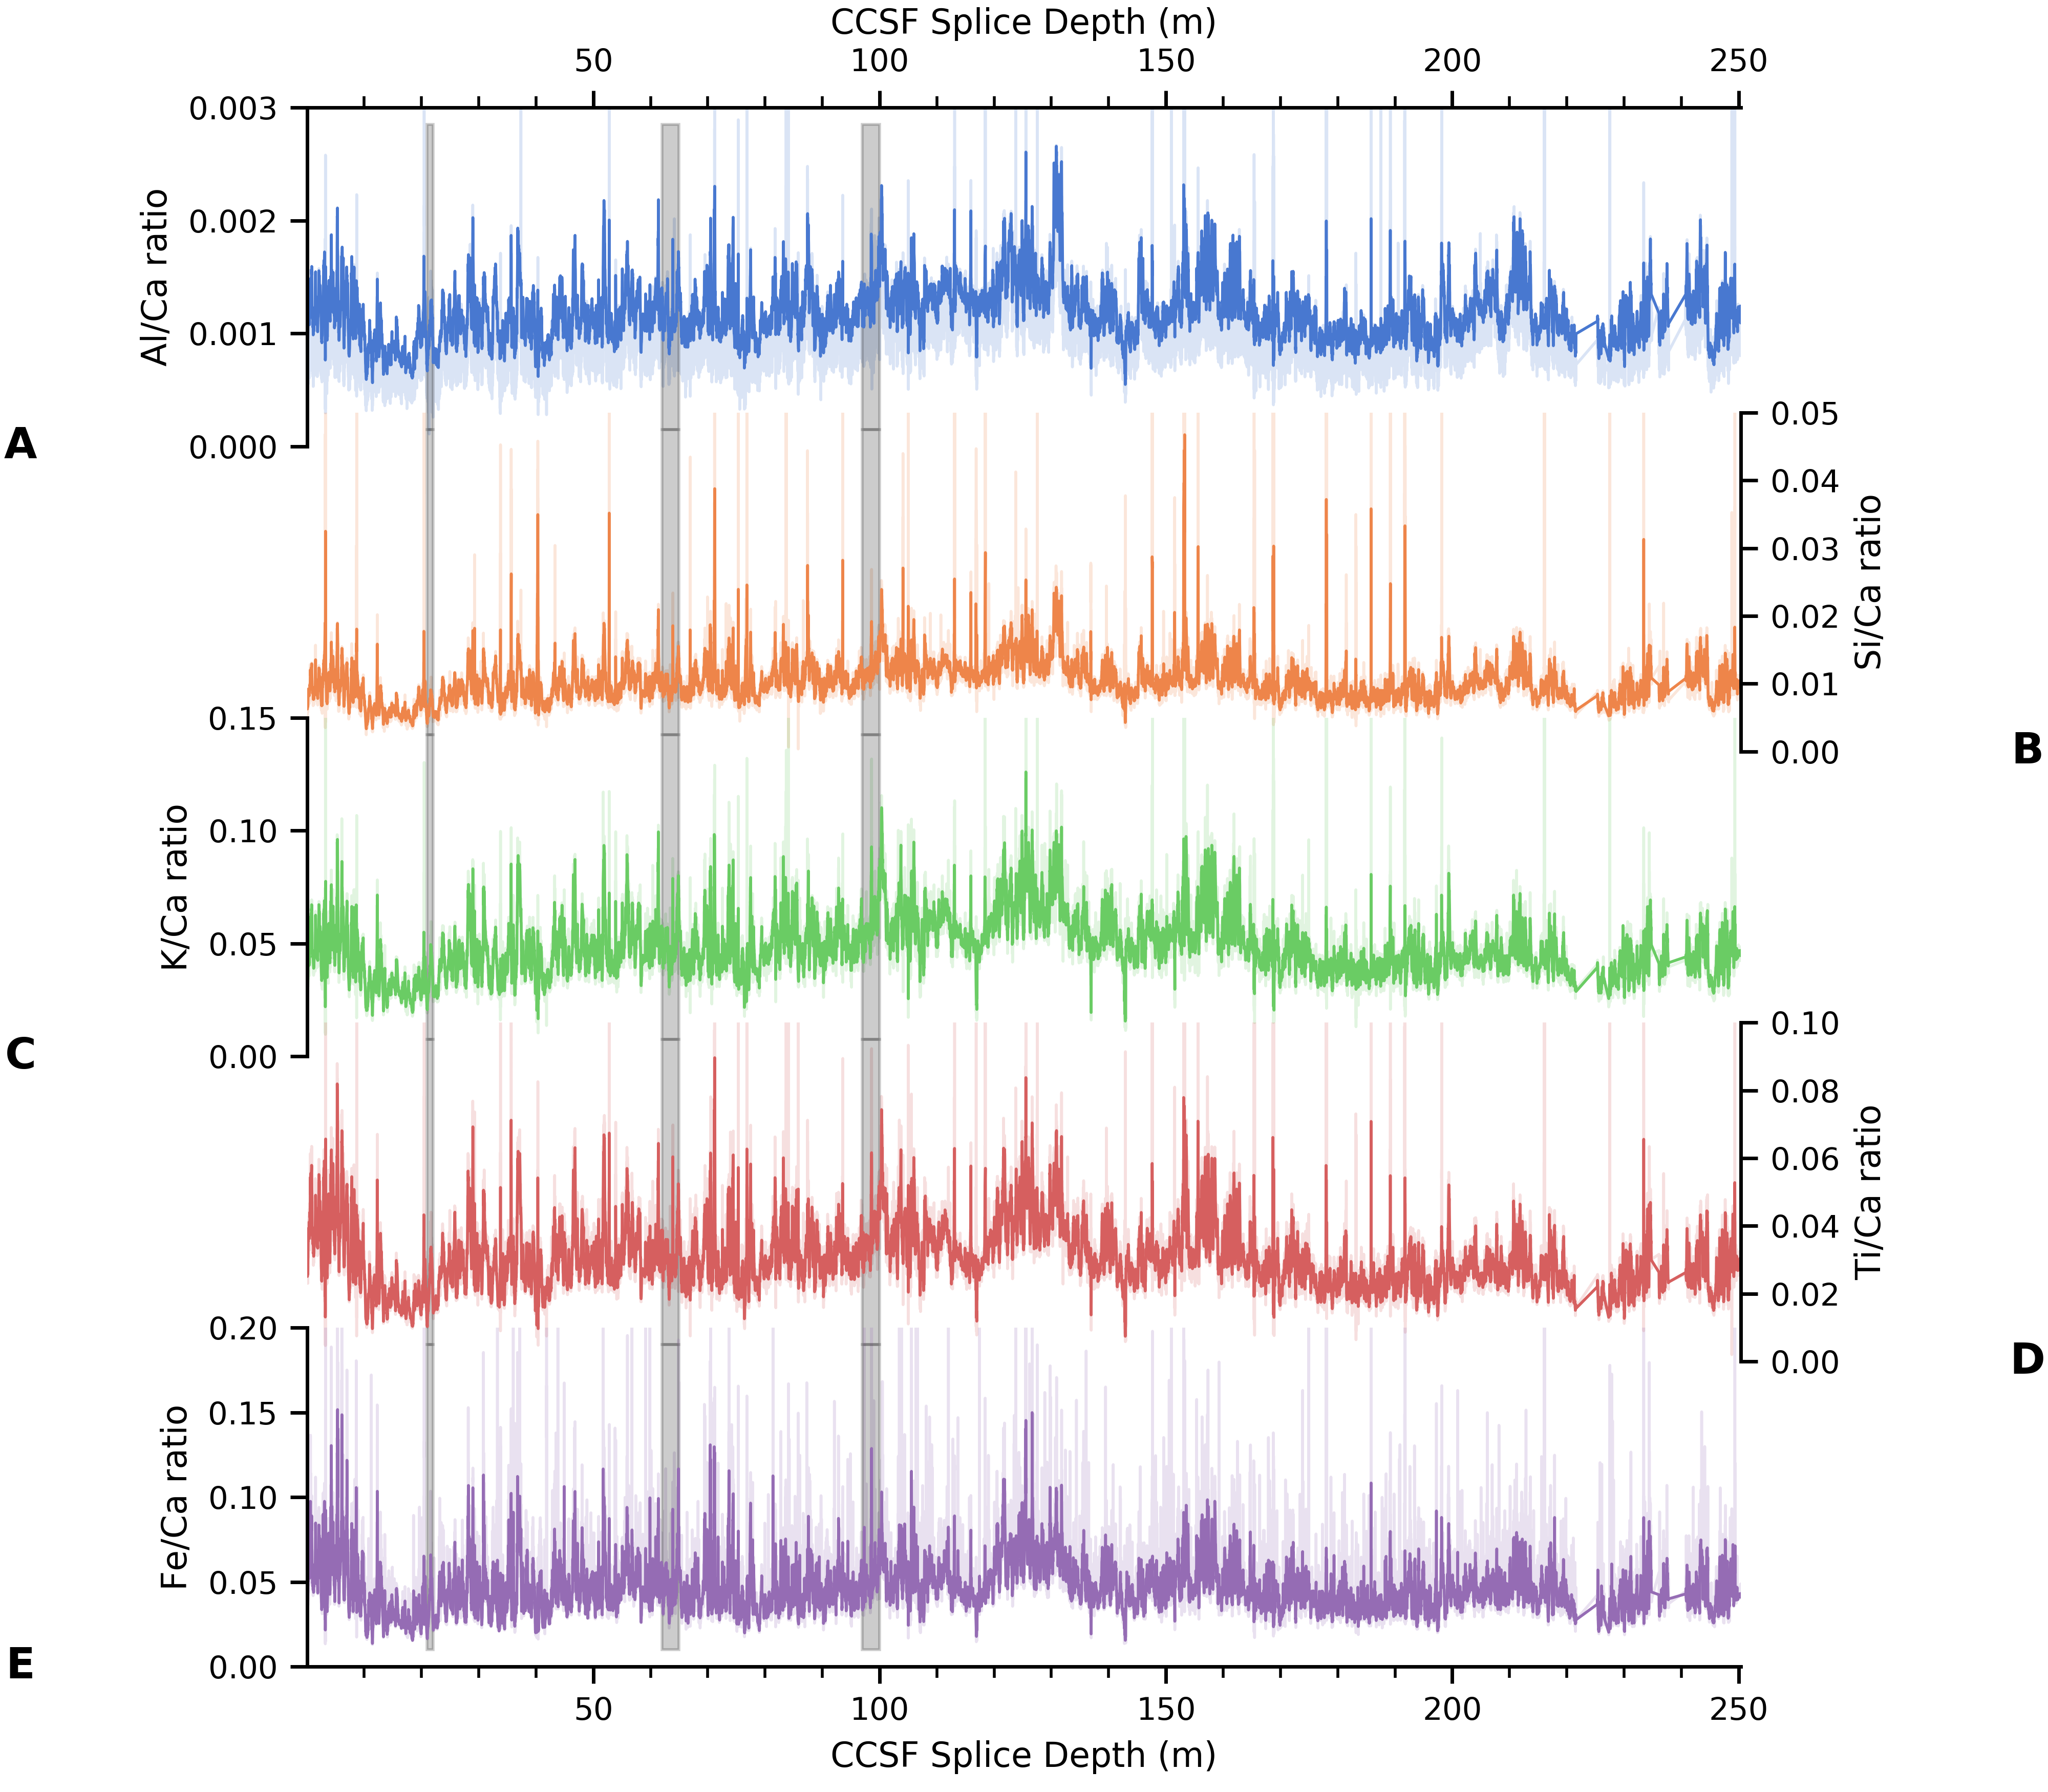 CCSF Splice Depth (m)
50 100 150 200 250
0.003
0.002
0.001
0.000
Al/Ca ratio
A
0.05
0.04
0.03
0.02
0.01
0.00
Si/Ca ratio
B
0.15
0.10
0.05
0.00
K/Ca ratio
C
0.10
0.08
0.06
0.04
0.02
0.00
Ti/Ca ratio
D
0.20
0.15
0.10
0.05
0.00
Fe/Ca ratio
E
50 100 150 200 250
CCSF Splice Depth (m)